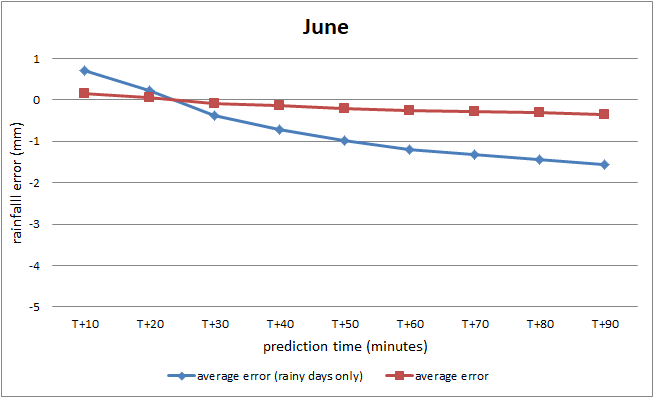 June
1
0
-1
-2
-3
-4
-5
rainfalll error (mm)
T+10 T+20 T+30 T+40 T+50 T+60 T+70 T+80 T+90
prediction time (minutes)
average error (rainy days only) average error